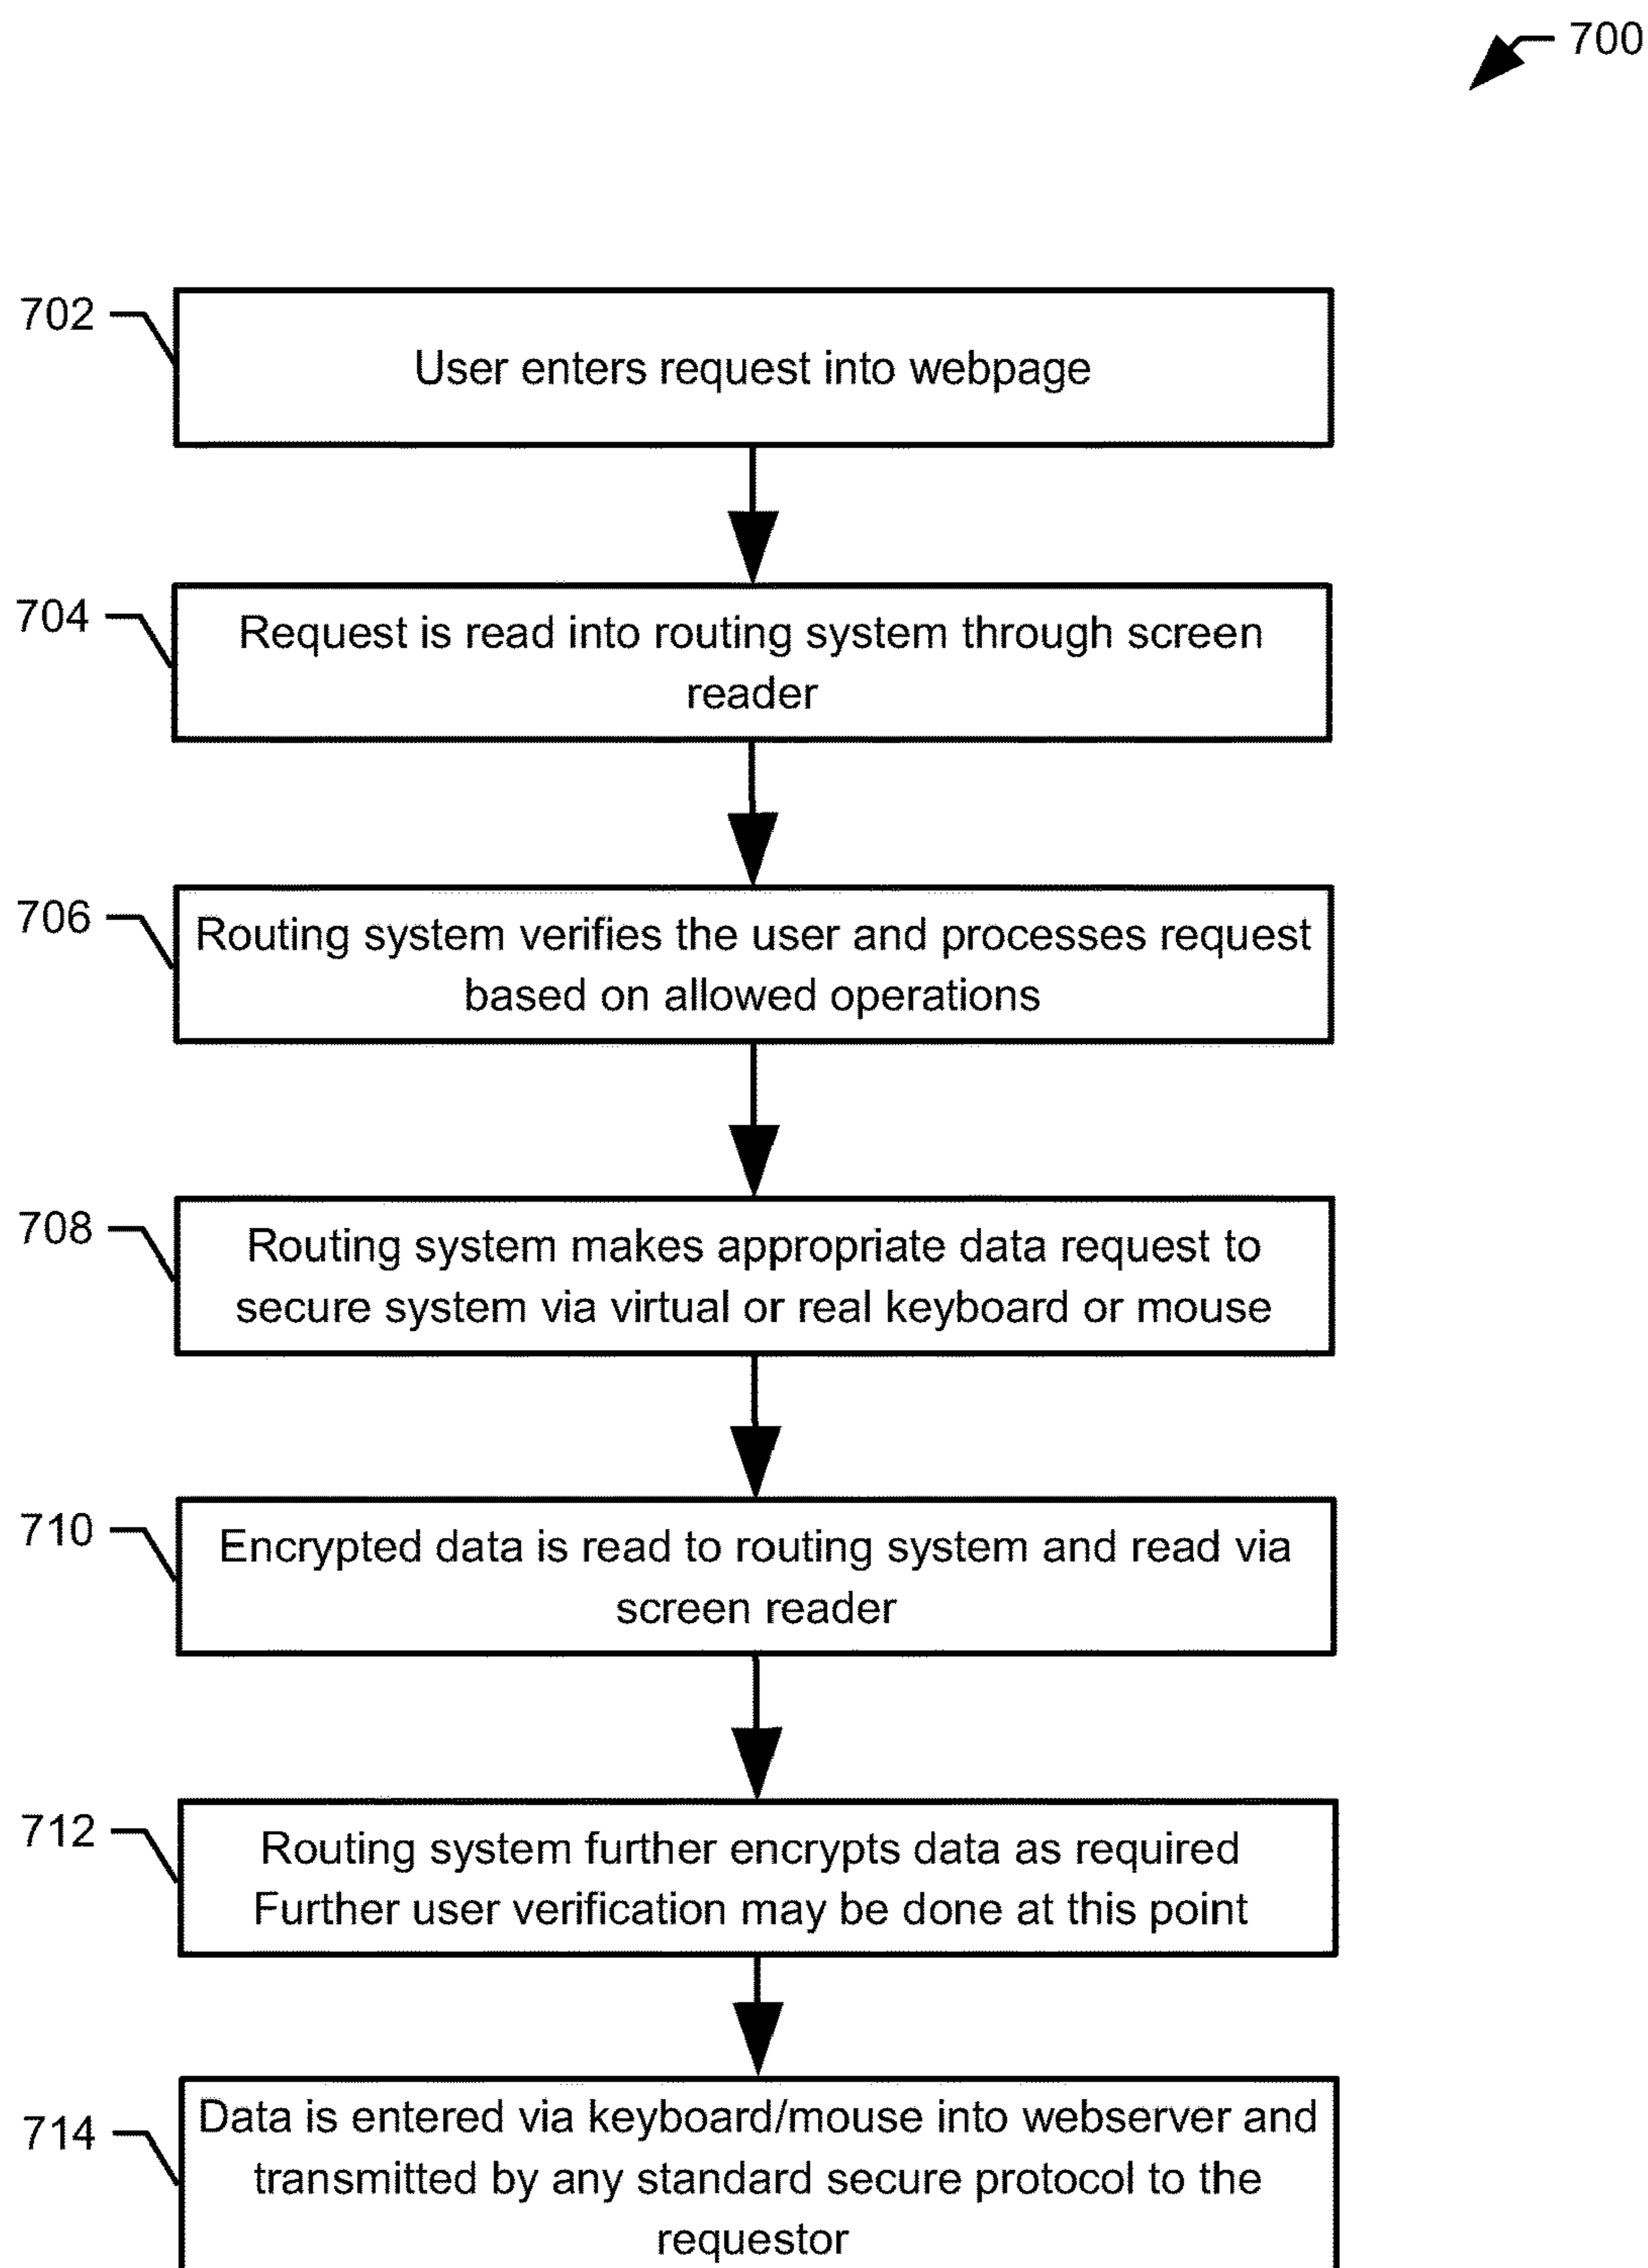 700
702
User enters request into webpage
704
Request is read into routing system through screen
reader
706
Routing system verifies the user and processes request
based on allowed operations
708
Routing system makes appropriate data request to
secure system via virtual or real keyboard or mouse
710
Encrypted data is read to routing system and read via
screen reader
712
Routing system further encrypts data as required
Further user verification may be done at this point
714
Data is entered via keyboard/mouse into webserver and
transmitted by any standard secure protocol to the
requestor